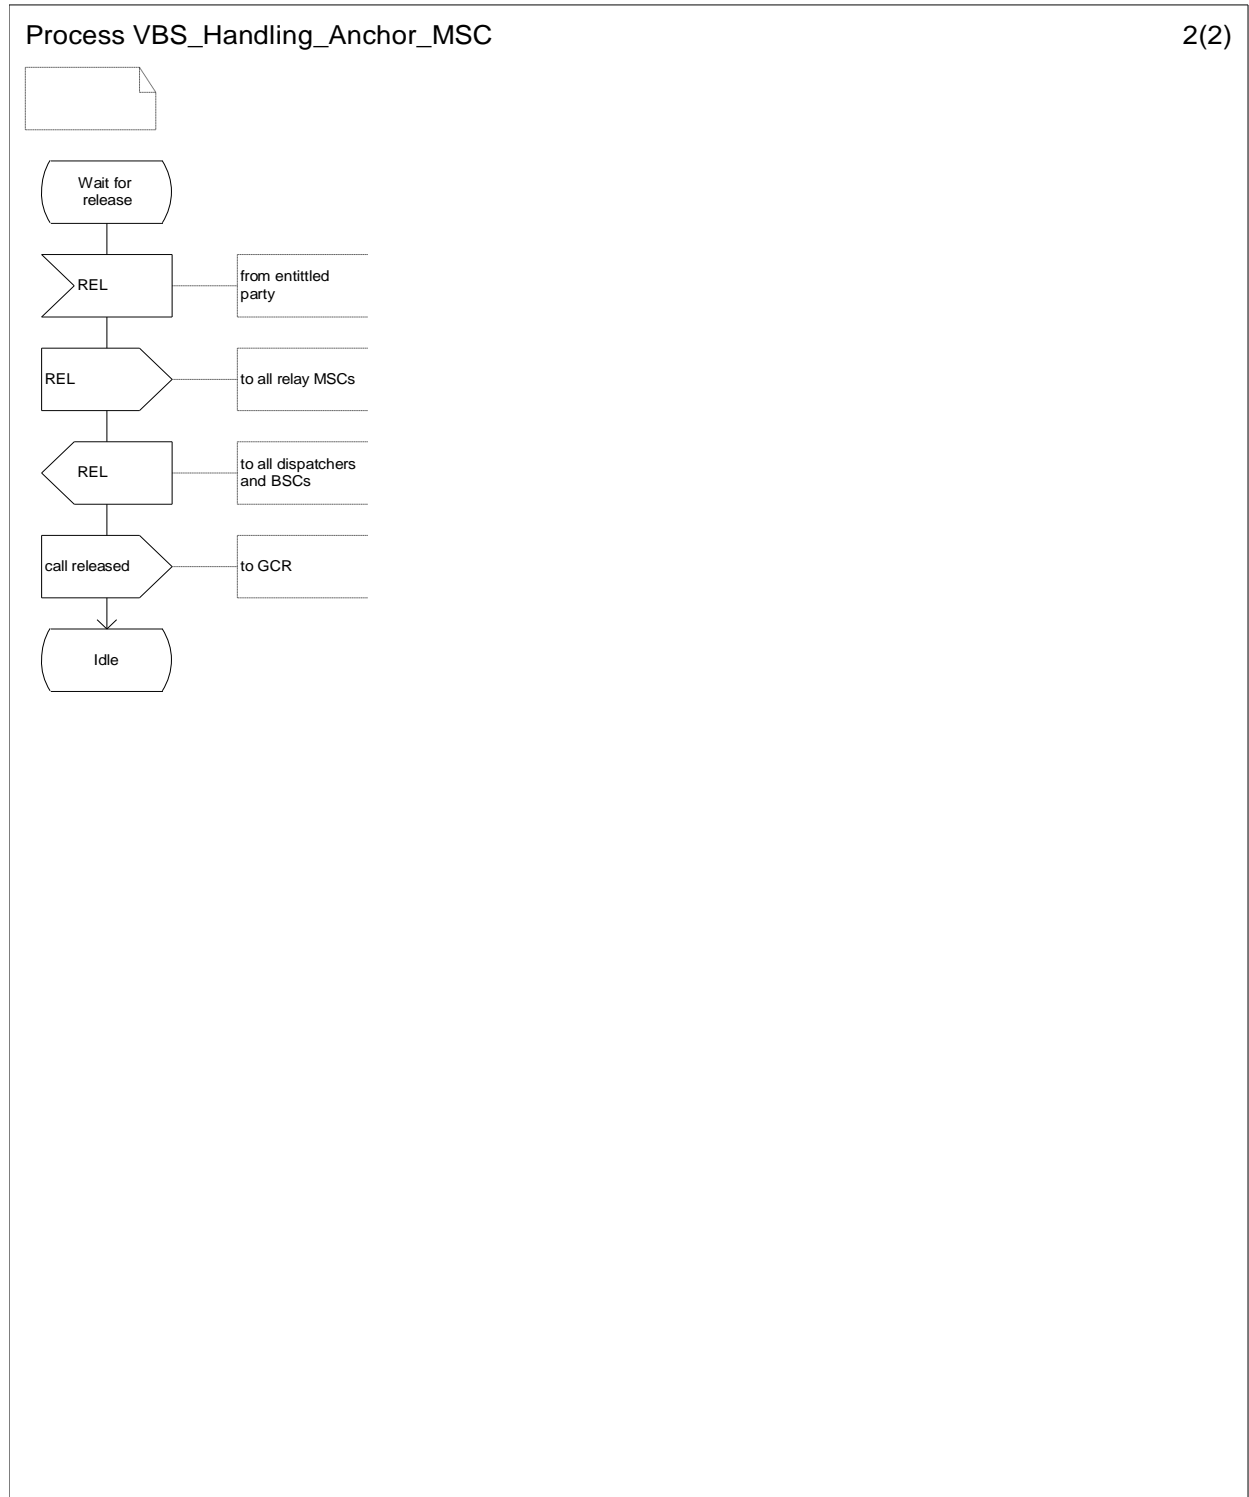 Process VBS_Handling_Anchor_MSC
2(2)
Wait for
release
REL
from entittled
party
REL
to all relay MSCs
REL
to all dispatchers
and BSCs
call released
to GCR
Idle